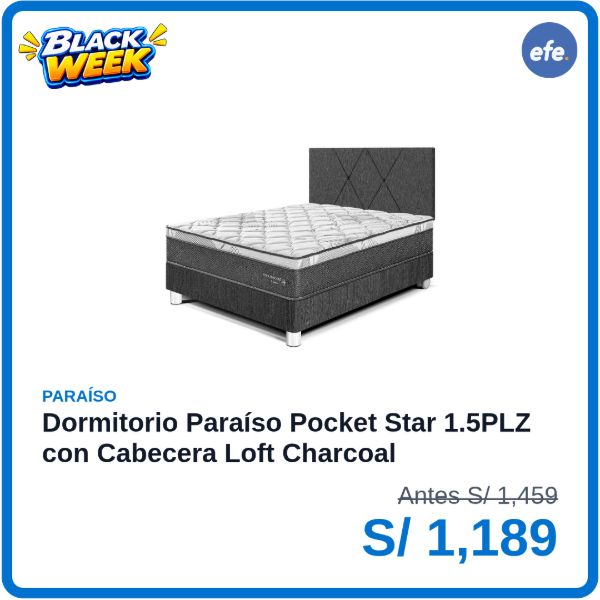 BLACK
WEEK
efe.
PARAÍSO
Dormitorio Paraíso Pocket Star 1.5PLZ
con Cabecera Loft Charcoal
Antes S/ 1,459
S/ 1,189